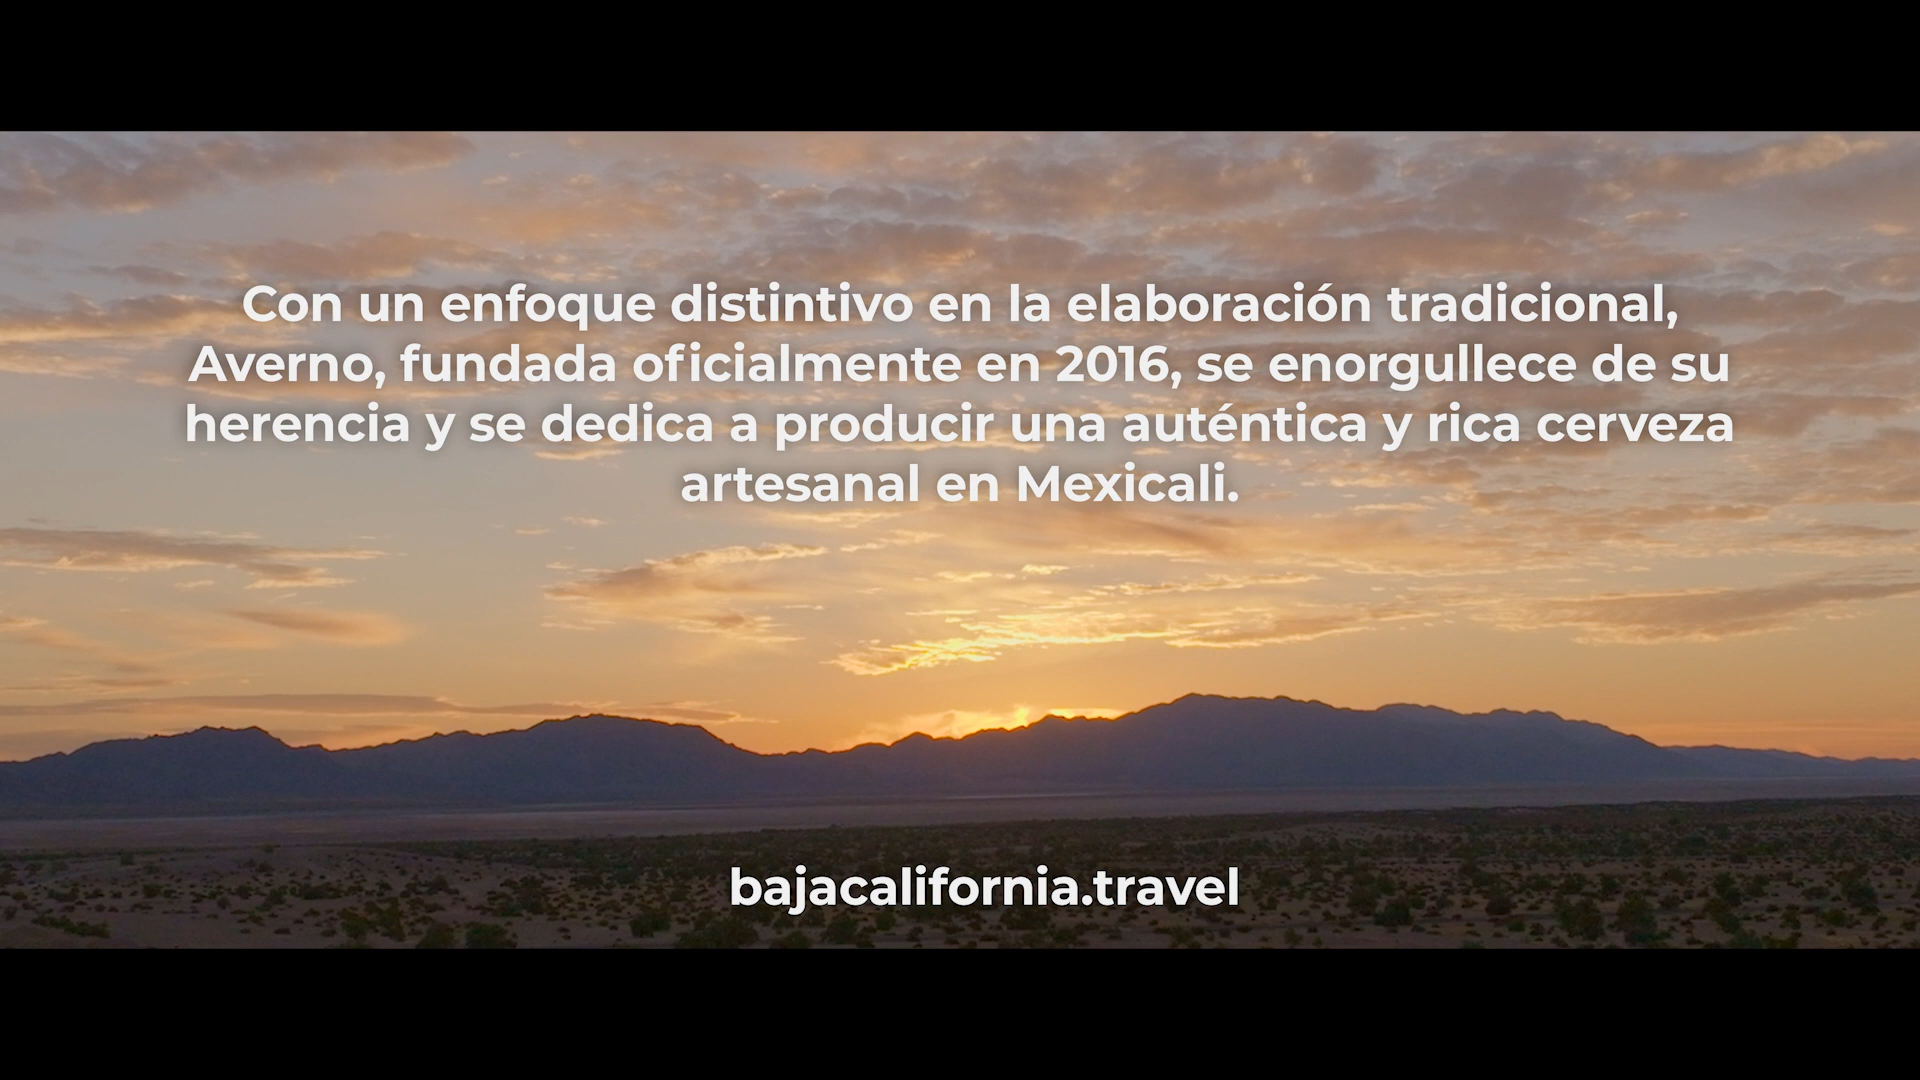 Con un enfoque distintivo en la elaboración tradicional,
Averno, fundada oficialmente en 2016, se enorgullece de su
herencia y se dedica a producir una auténtica y rica cerveza
artesanal en Mexicali.
bajacalifornia.travel